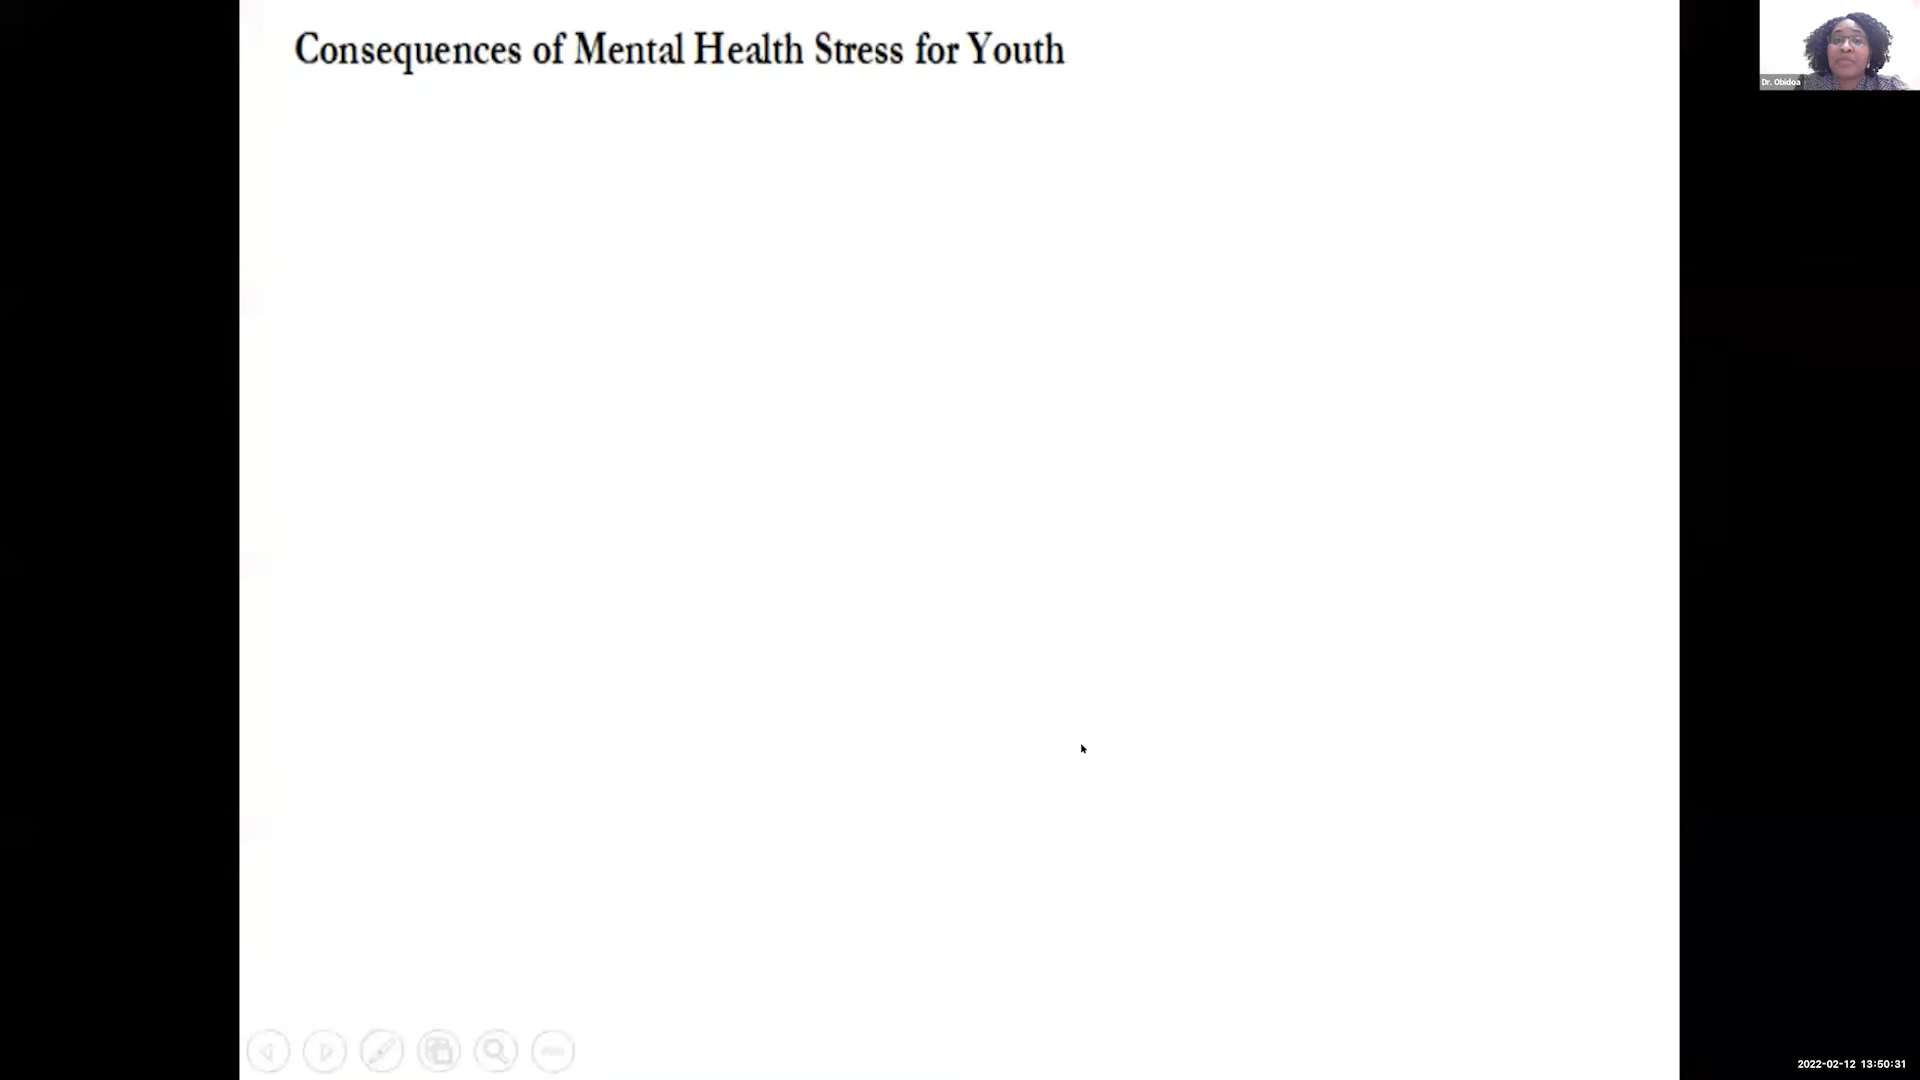 Consequences of Mental Health Stress for Youth
Dr. Obidoa
2022-02-12 13:50:31